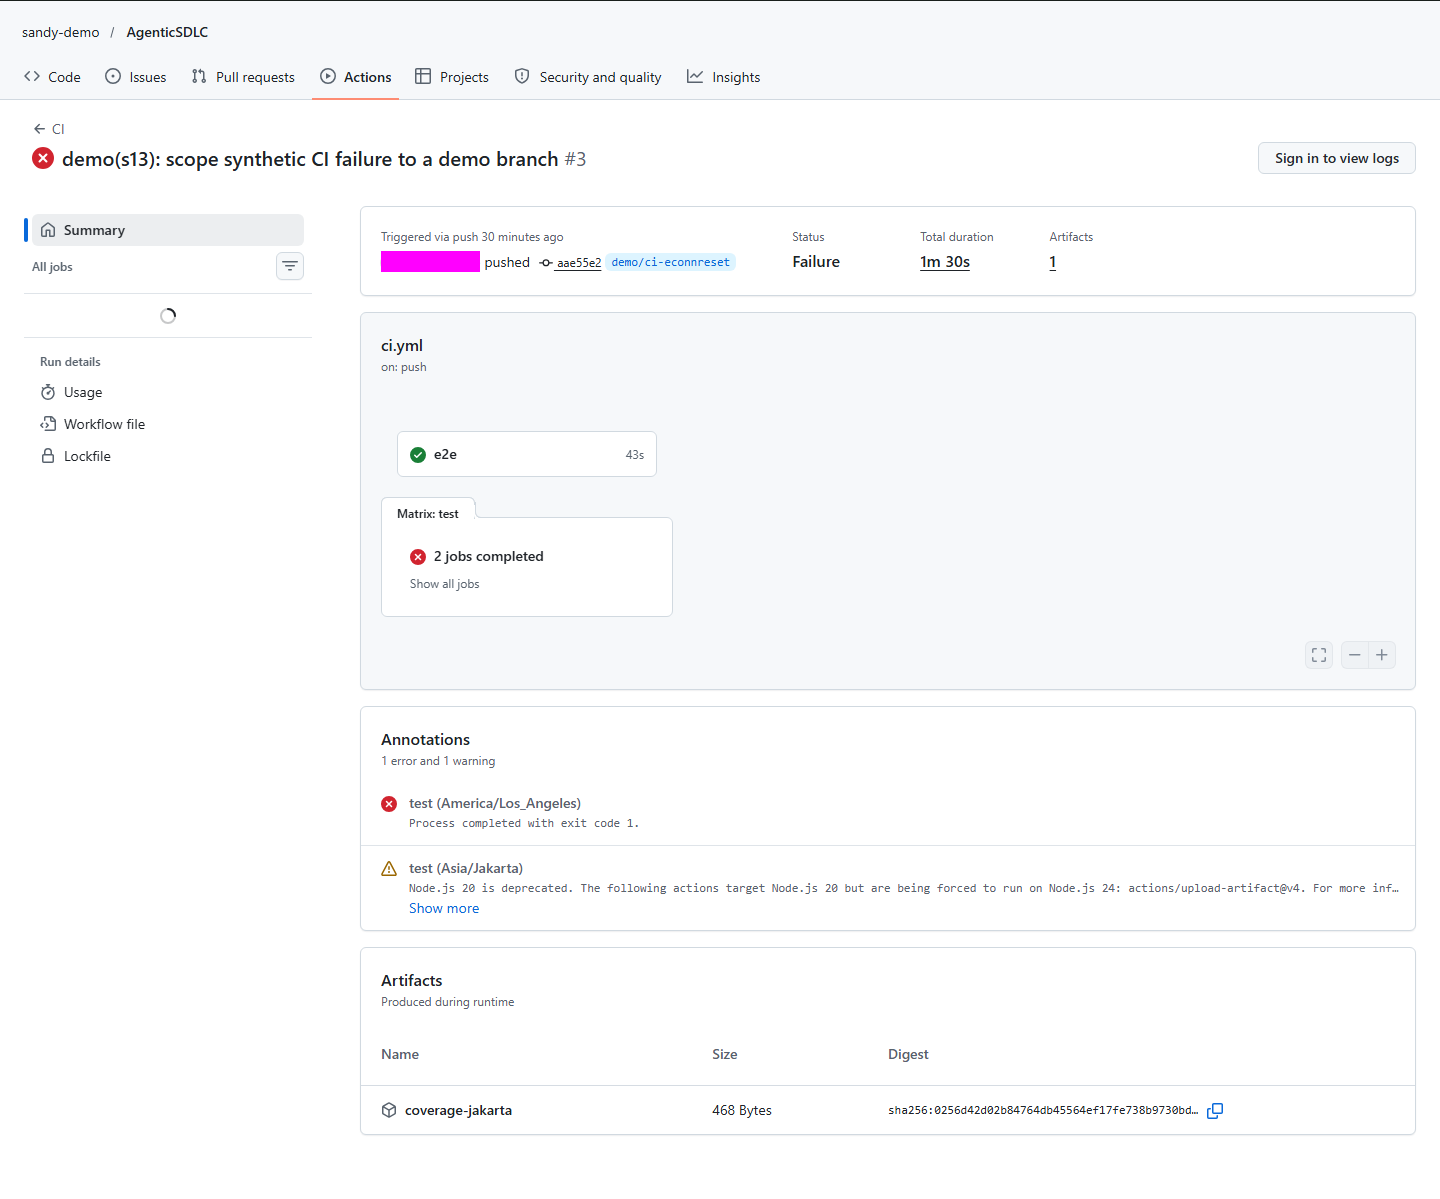 sandy-demo / AgenticSDLC
Code Issues Pull requests Actions Projects Security and quality Insights
CI
demo(s13): scope synthetic CI failure to a demo branch #3
Sign in to view logs
Summary
All jobs
Run details
Usage
Workflow file
Lockfile
Triggered via push 30 minutes ago
pushed aae55e2 demo/ci-econnreset
Status
Failure
Total duration
1m 30s
Artifacts
1
ci.yml
on: push
e2e 43s
Matrix: test
2 jobs completed
Show all jobs
Annotations
1 error and 1 warning
test (America/Los_Angeles)
Process completed with exit code 1.
test (Asia/Jakarta)
Node.js 20 is deprecated. The following actions target Node.js 20 but are being forced to run on Node.js 24: actions/upload-artifact@v4. For more inf…
Show more
Artifacts
Produced during runtime
Name Size Digest
coverage-jakarta 468 Bytes sha256:0256d42d02b84764db45564ef17fe738b9730bd…